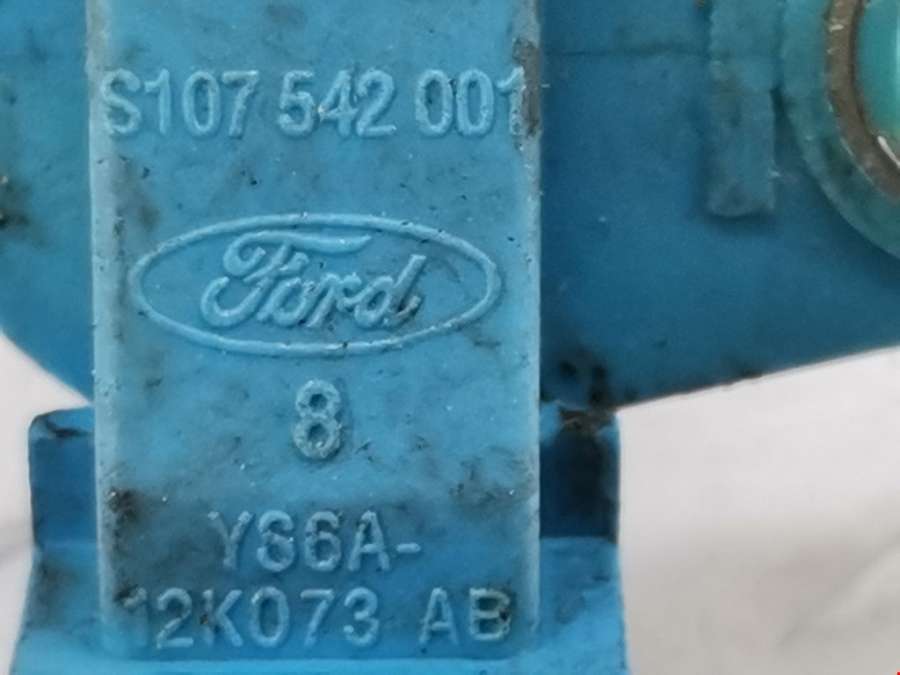 S107 542 001
Ford
8
YS6A-
12K073 AB